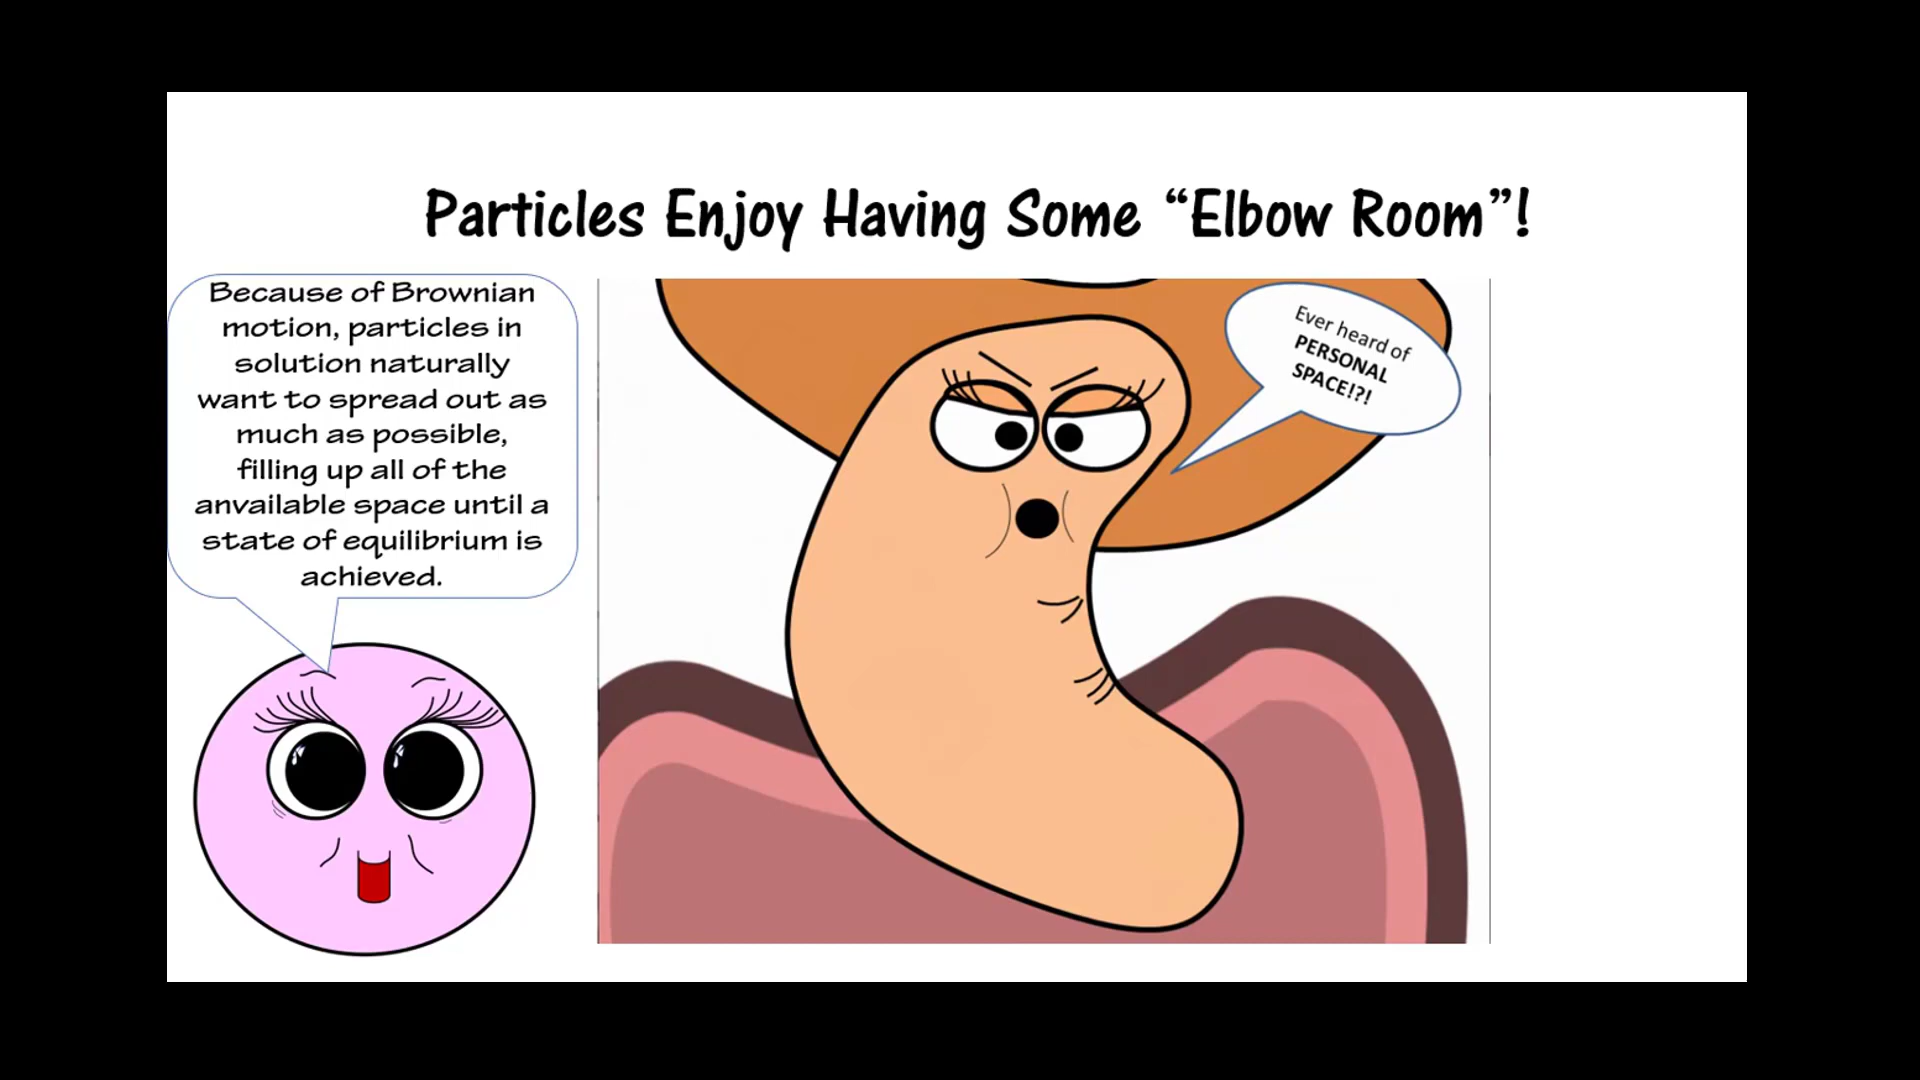 Particles Enjoy Having Some “Elbow Room”!
Because of Brownian
motion, particles in
solution naturally
want to spread out as
much as possible,
filling up all of the
anvailable space until a
state of equilibrium is
achieved.
Ever heard of
PERSONAL
SPACE!?!